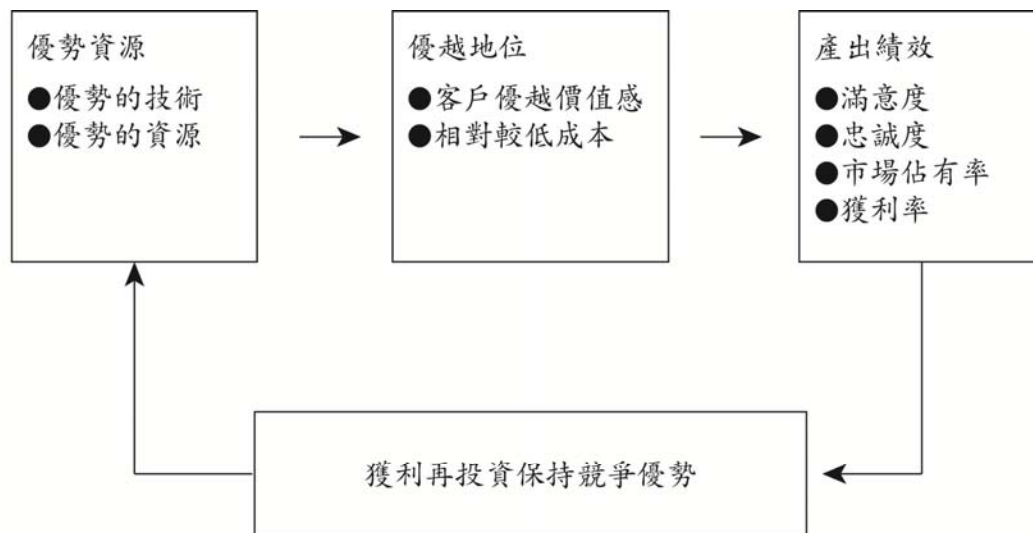 優勢資源
●優勢的技術
●優勢的資源
優越地位
●客戶優越價值感
●相對較低成本
產出績效
●滿意度
●忠誠度
●市場佔有率
●獲利率
獲利再投資保持競爭優勢